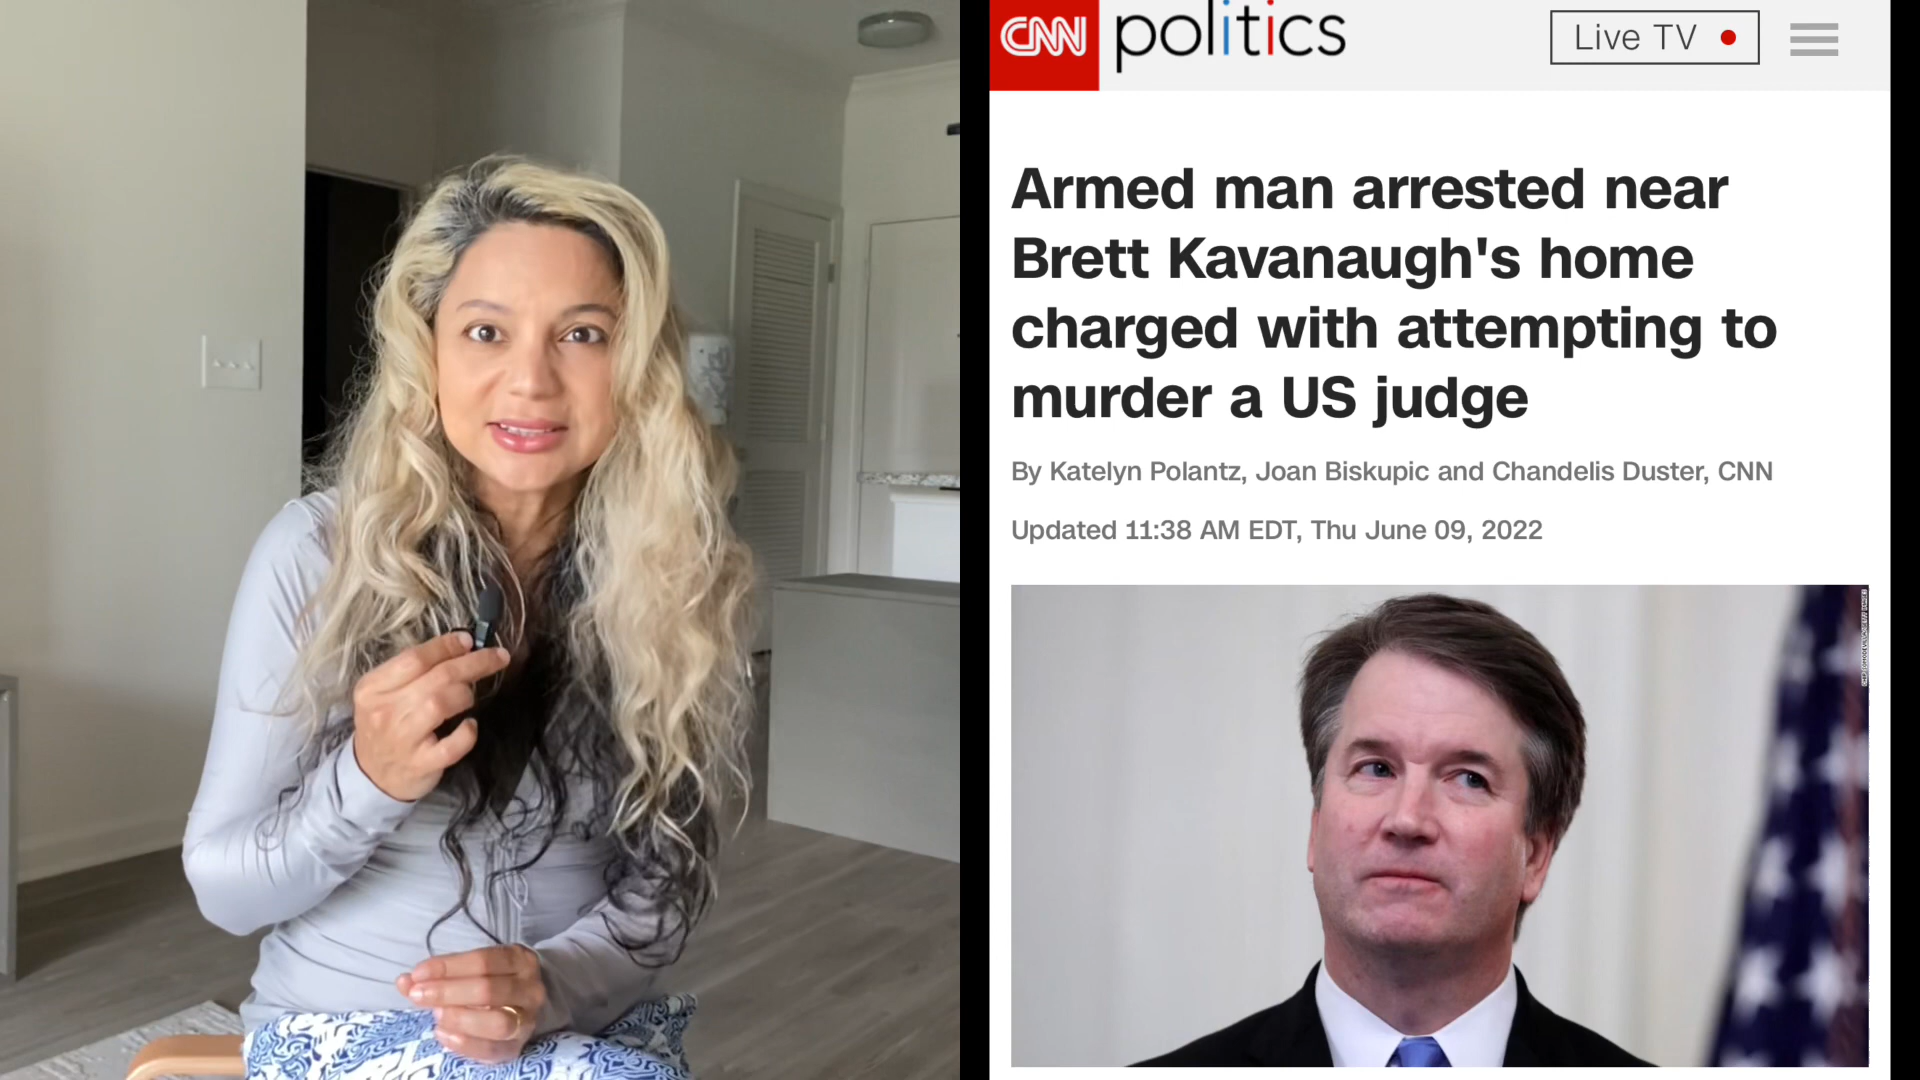 CNN politics
Live TV
Armed man arrested near
Brett Kavanaugh's home
charged with attempting to
murder a US judge
By Katelyn Polantz, Joan Biskupic and Chandelis Duster, CNN
Updated 11:38 AM EDT, Thu June 09, 2022